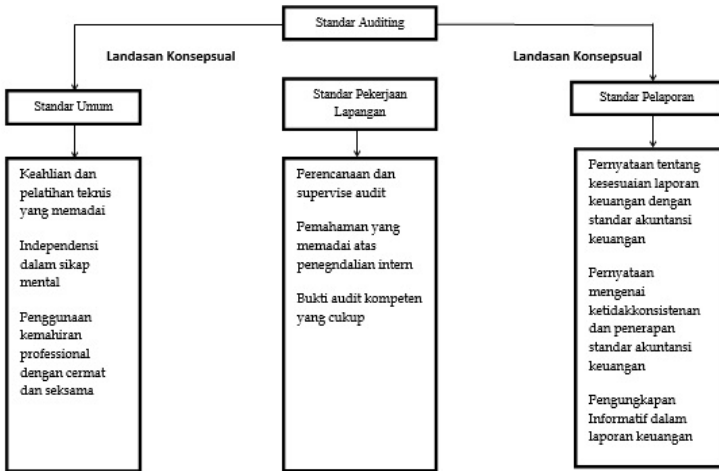 Standar Auditing
Landasan Konsepsual
Landasan Konsepsual
Standar Umum
Standar Pekerjaan
Lapangan
Standar Pelaporan
Keahlian dan
pelatihan teknis
yang memadai
Independensi
dalam sikap
mental
Penggunaan
kemahiran
professional
dengan cermat
dan seksama
Perencanaan dan
supervise audit
Pemahaman yang
memadai atas
penegndalian intern
Bukti audit kompeten
yang cukup
Pernyataan tentang
kesesuaian laporan
keuangan dengan
standar akuntansi
keuangan
Pernyataan
mengenai
ketidakkonsistenan
dan penerapan
standar akuntansi
keuangan
Pengungkapan
Informatif dalam
laporan keuangan